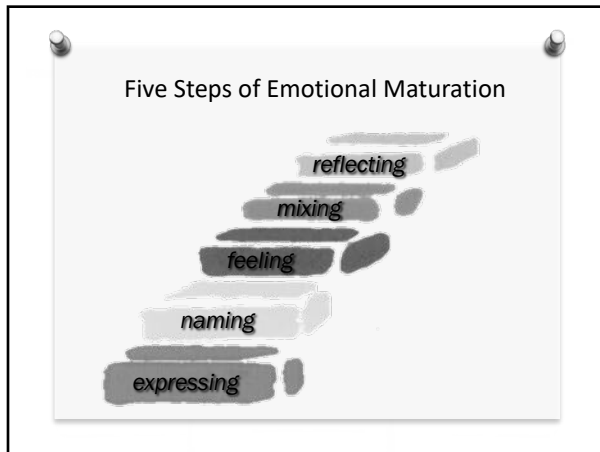 Five Steps of Emotional Maturation
reflecting
mixing
feeling
naming
expressing